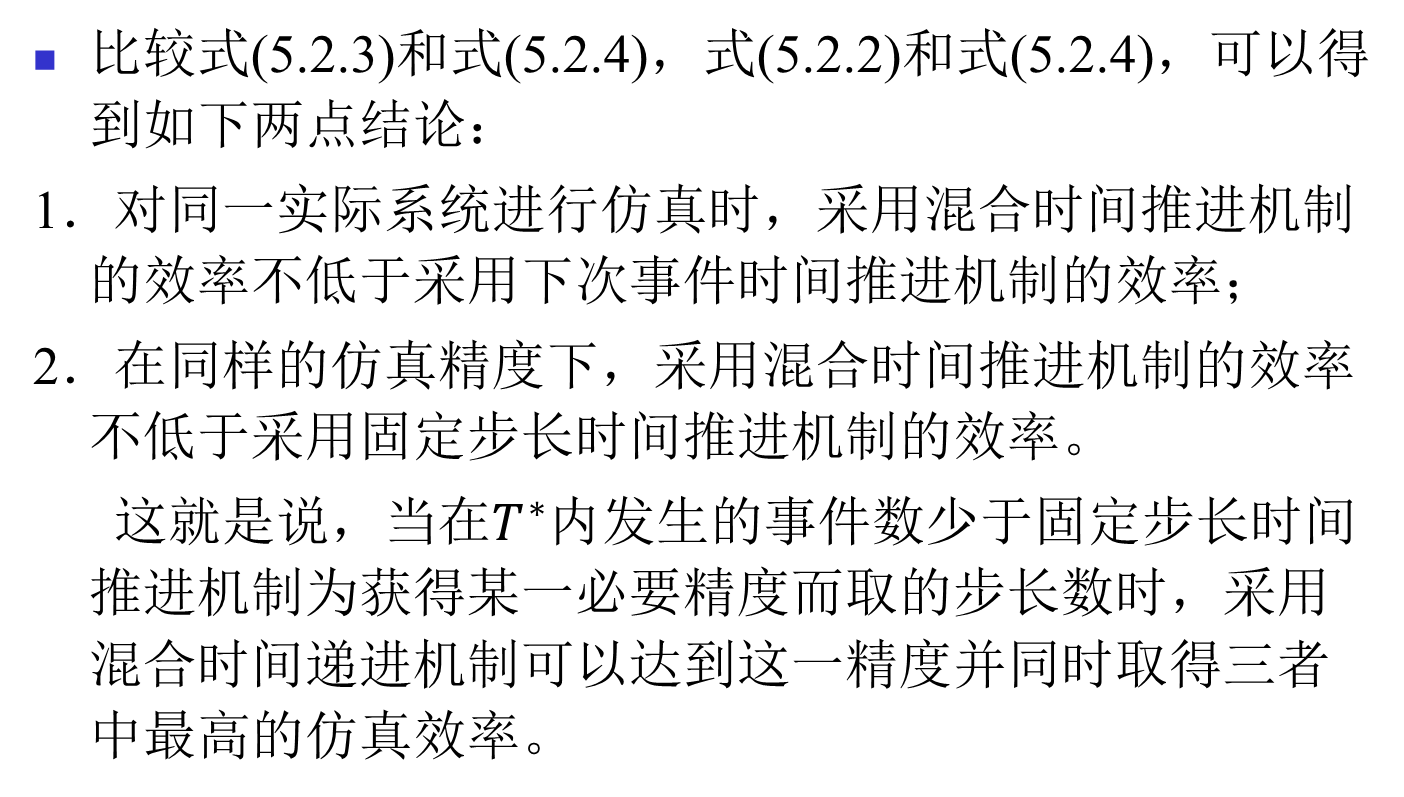 比较式(5.2.3)和式(5.2.4)，式(5.2.2)和式(5.2.4)，可以得
到如下两点结论：
1．对同一实际系统进行仿真时，采用混合时间推进机制
的效率不低于采用下次事件时间推进机制的效率；
2．在同样的仿真精度下，采用混合时间推进机制的效率
不低于采用固定步长时间推进机制的效率。
这就是说，当在T*内发生的事件数少于固定步长时间
推进机制为获得某一必要精度而取的步长数时，采用
混合时间递进机制可以达到这一精度并同时取得三者
中最高的仿真效率。